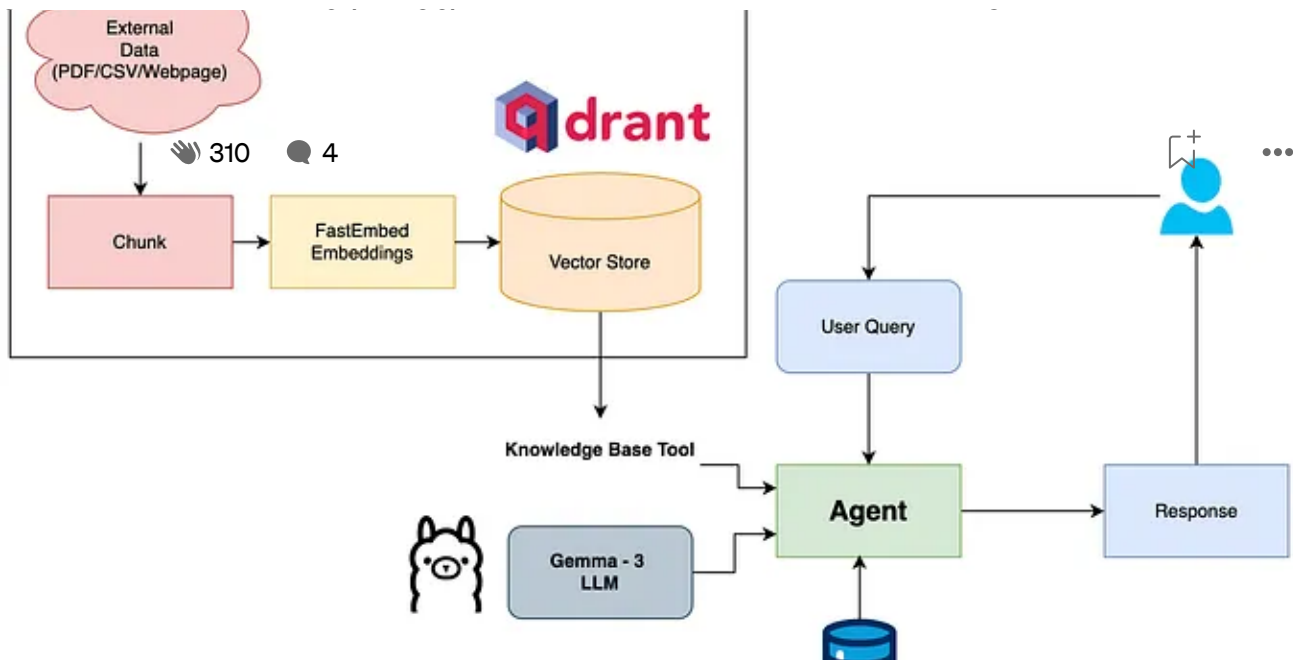 External
Data
(PDF/CSV/Webpage)
310
4
drant
Chunk
FastEmbed
Embeddings
Vector Store
User Query
Knowledge Base Tool
Agent
Response
Gemma - 3
LLM